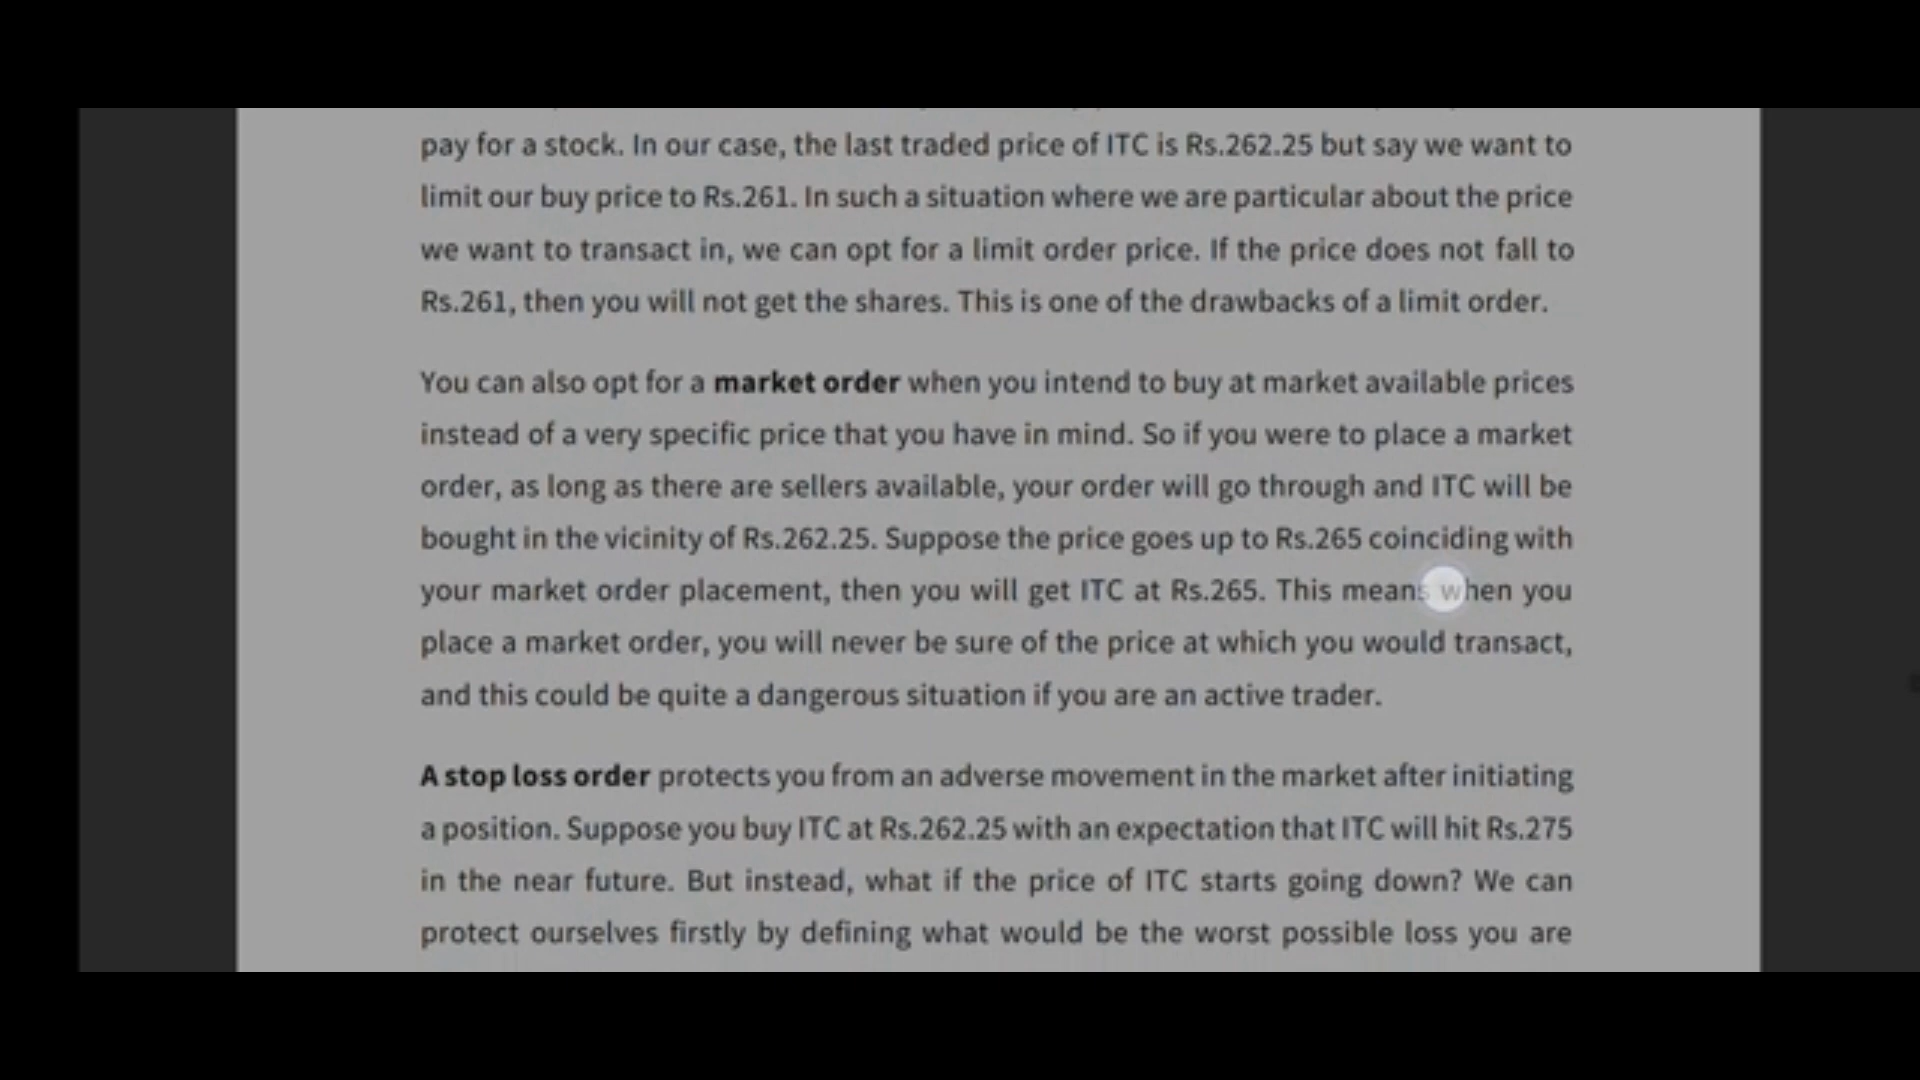 pay for a stock. In our case, the last traded price of ITC is Rs.262.25 but say we want to
limit our buy price to Rs.261. In such a situation where we are particular about the price
we want to transact in, we can opt for a limit order price. If the price does not fall to
Rs.261, then you will not get the shares. This is one of the drawbacks of a limit order.
You can also opt for a market order when you intend to buy at market available prices
instead of a very specific price that you have in mind. So if you were to place a market
order, as long as there are sellers available, your order will go through and ITC will be
bought in the vicinity of Rs.262.25. Suppose the price goes up to Rs.265 coinciding with
your market order placement, then you will get ITC at Rs.265. This means when you
place a market order, you will never be sure of the price at which you would transact,
and this could be quite a dangerous situation if you are an active trader.
A stop loss order protects you from an adverse movement in the market after initiating
a position. Suppose you buy ITC at Rs.262.25 with an expectation that ITC will hit Rs.275
in the near future. But instead, what if the price of ITC starts going down? We can
protect ourselves firstly by defining what would be the worst possible loss you are